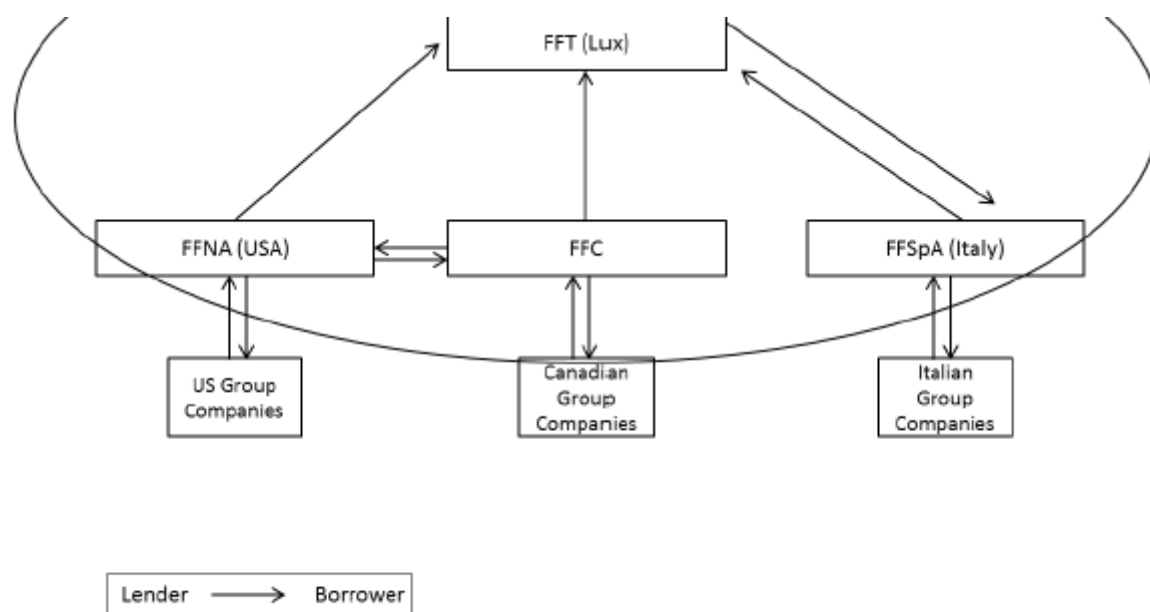 FFT (Lux)
FFNA (USA)
FFC
FFSpA (Italy)
US Group
Companies
Canadian
Group
Companies
Italian
Group
Companies
Lender
Borrower